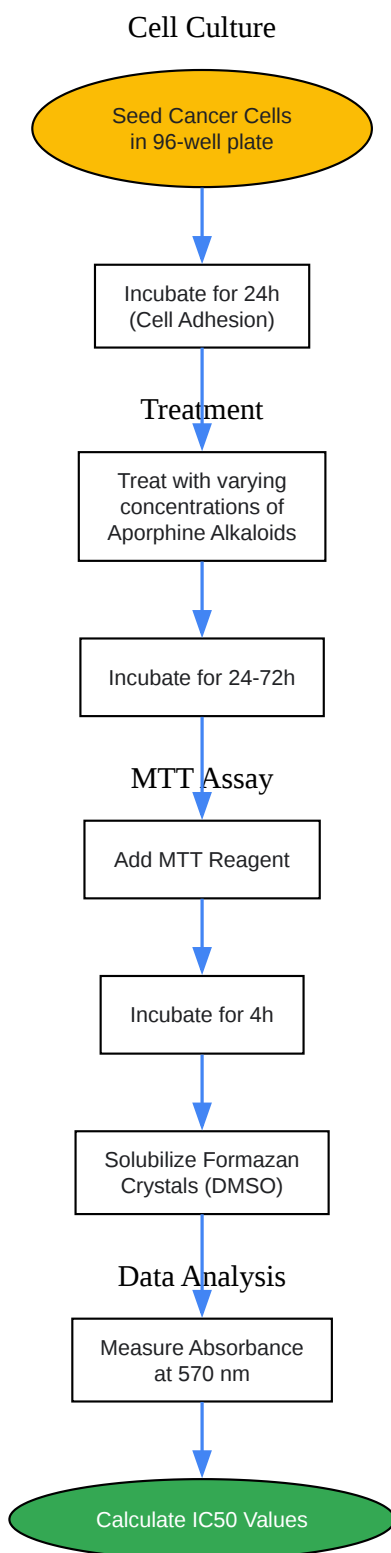 Cell Culture
Seed Cancer Cells
in 96-well plate
Incubate for 24h
(Cell Adhesion)
Treatment
Treat with varying
concentrations of
Aporphine Alkaloids
Incubate for 24-72h
MTT Assay
Add MTT Reagent
Incubate for 4h
Solubilize Formazan
Crystals (DMSO)
Data Analysis
Measure Absorbance
at 570 nm
Calculate IC50 Values